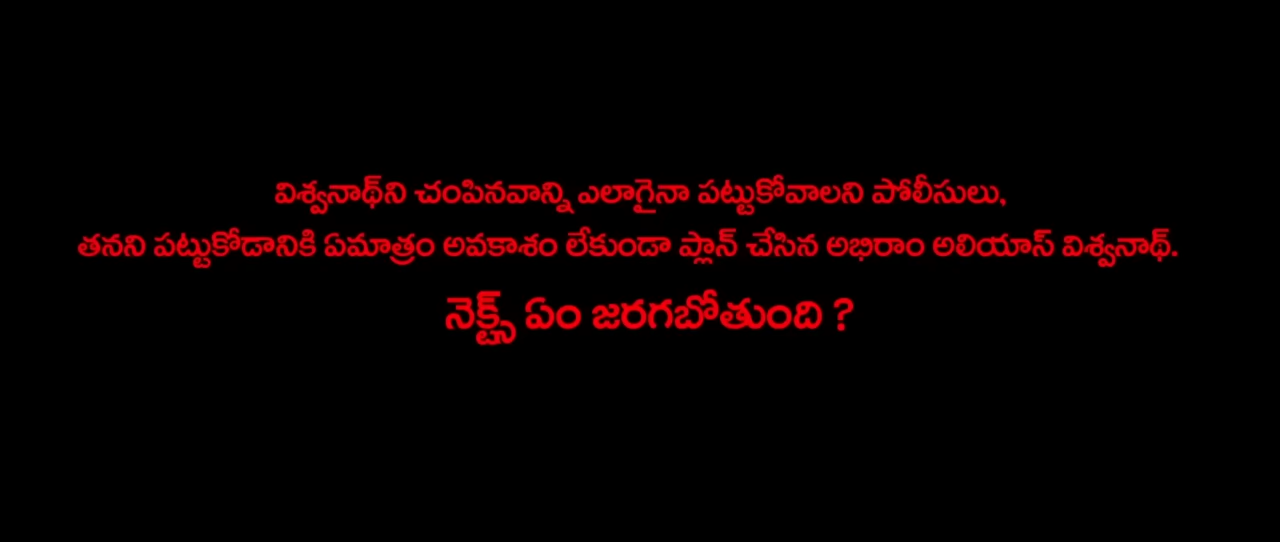 విశ్వనాథ్‌ని చంపినవాన్ని ఎలాగైనా పట్టుకోవాలని పోలీసులు,
తనని పట్టుకోడానికి ఏమాత్రం అవకాశం లేకుండా ప్లాన్ చేసిన అభిరాం అలియాస్ విశ్వనాథ్.
నెక్ట్స్ ఏం జరగబోతుంది ?